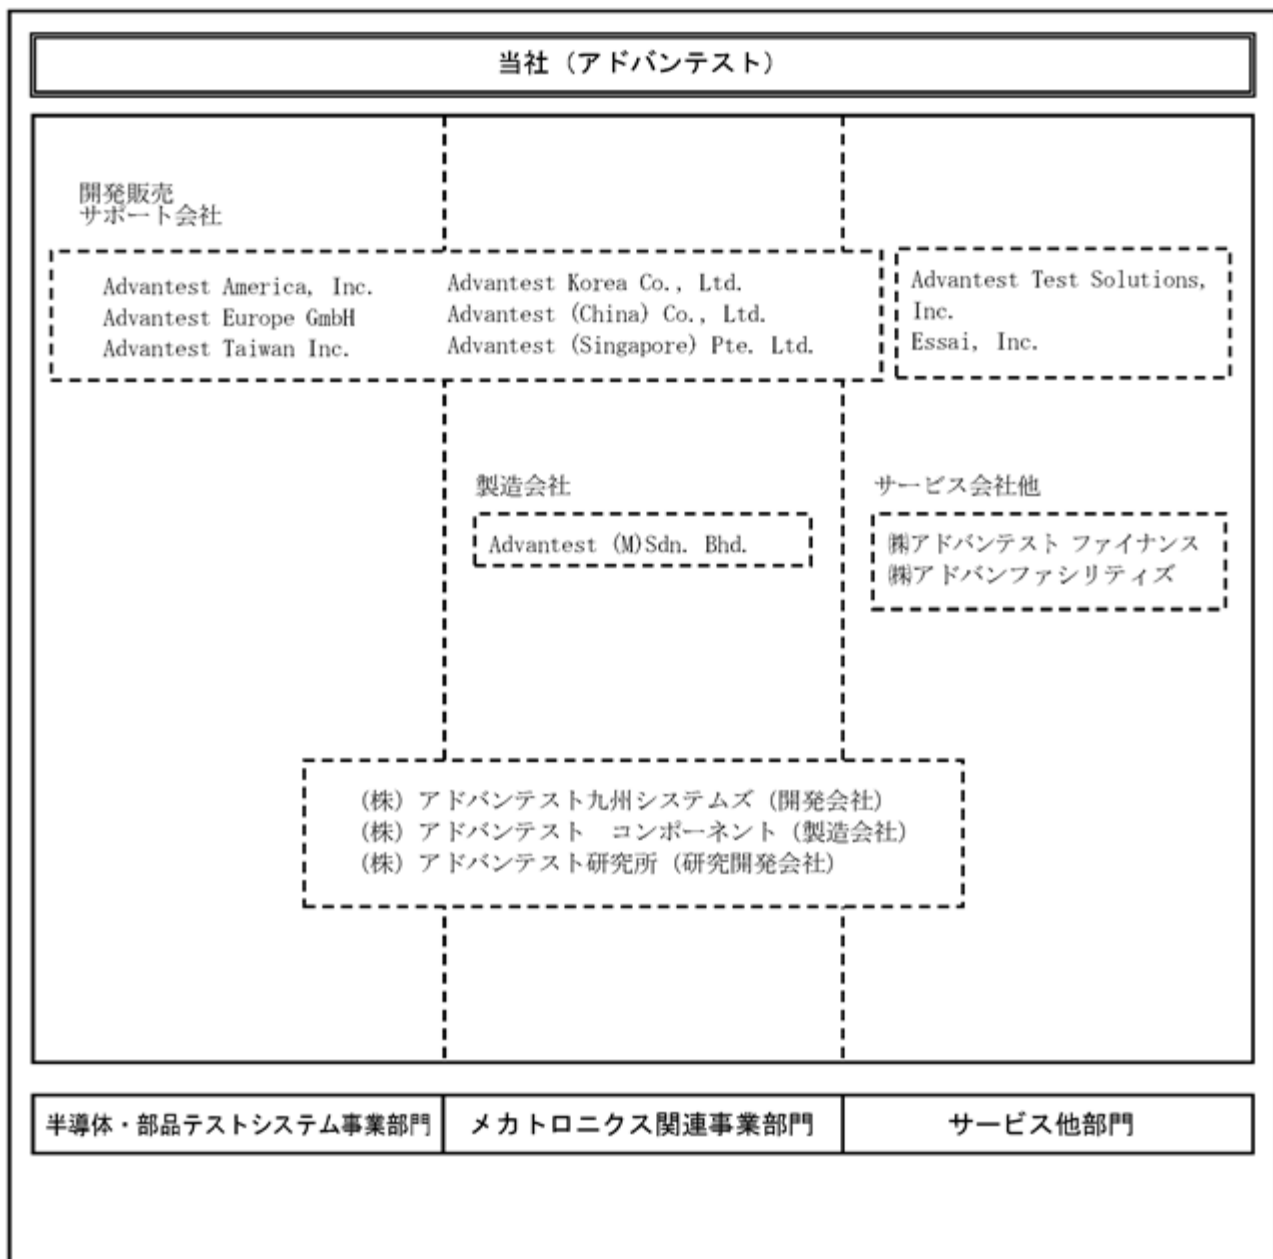 当社（アドバンテスト）
開発販売
サポート会社
Advantest America, Inc.
Advantest Europe GmbH
Advantest Taiwan Inc.
Advantest Korea Co., Ltd.
Advantest (China) Co., Ltd.
Advantest (Singapore) Pte. Ltd.
Advantest Test Solutions,
Inc.
Essai, Inc.
製造会社
Advantest (M)Sdn. Bhd.
サービス会社他
㈱アドバンテスト ファイナンス
㈱アドバンファシリティズ
（株）アドバンテスト九州システムズ（開発会社）
（株）アドバンテスト　コンポーネント（製造会社）
（株）アドバンテスト研究所（研究開発会社）
半導体・部品テストシステム事業部門
メカトロニクス関連事業部門
サービス他部門